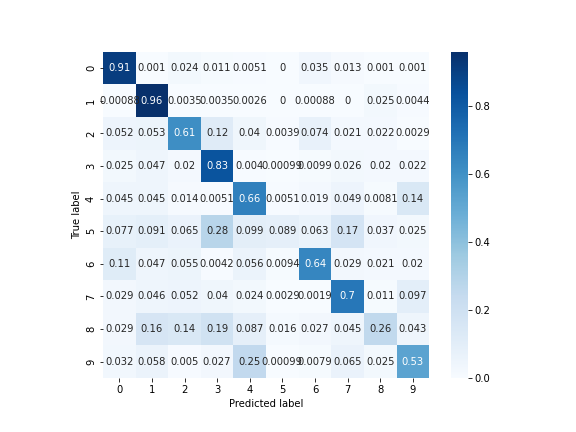 0 0.91 0.001 0.024 0.011 0.0051 0 0.035 0.013 0.001 0.001
1 0.00088 0.96 0.0035 0.0035 0.0026 0 0.00088 0 0.025 0.0044
2 0.052 0.053 0.61 0.12 0.04 0.0039 0.074 0.021 0.022 0.0029
3 0.025 0.047 0.02 0.83 0.004 0.00099 0.0099 0.026 0.02 0.022
4 0.045 0.045 0.014 0.0051 0.66 0.0051 0.019 0.049 0.0081 0.14
5 0.077 0.091 0.065 0.28 0.099 0.089 0.063 0.17 0.037 0.025
6 0.11 0.047 0.055 0.0042 0.056 0.0094 0.64 0.029 0.021 0.02
7 0.029 0.046 0.052 0.04 0.024 0.0029 0.0019 0.7 0.011 0.097
8 0.029 0.16 0.14 0.19 0.087 0.016 0.027 0.045 0.26 0.043
9 0.032 0.058 0.005 0.027 0.25 0.00099 0.0079 0.065 0.025 0.53
0 1 2 3 4 5 6 7 8 9
Predicted label
True label
0.8
0.6
0.4
0.2
0.0